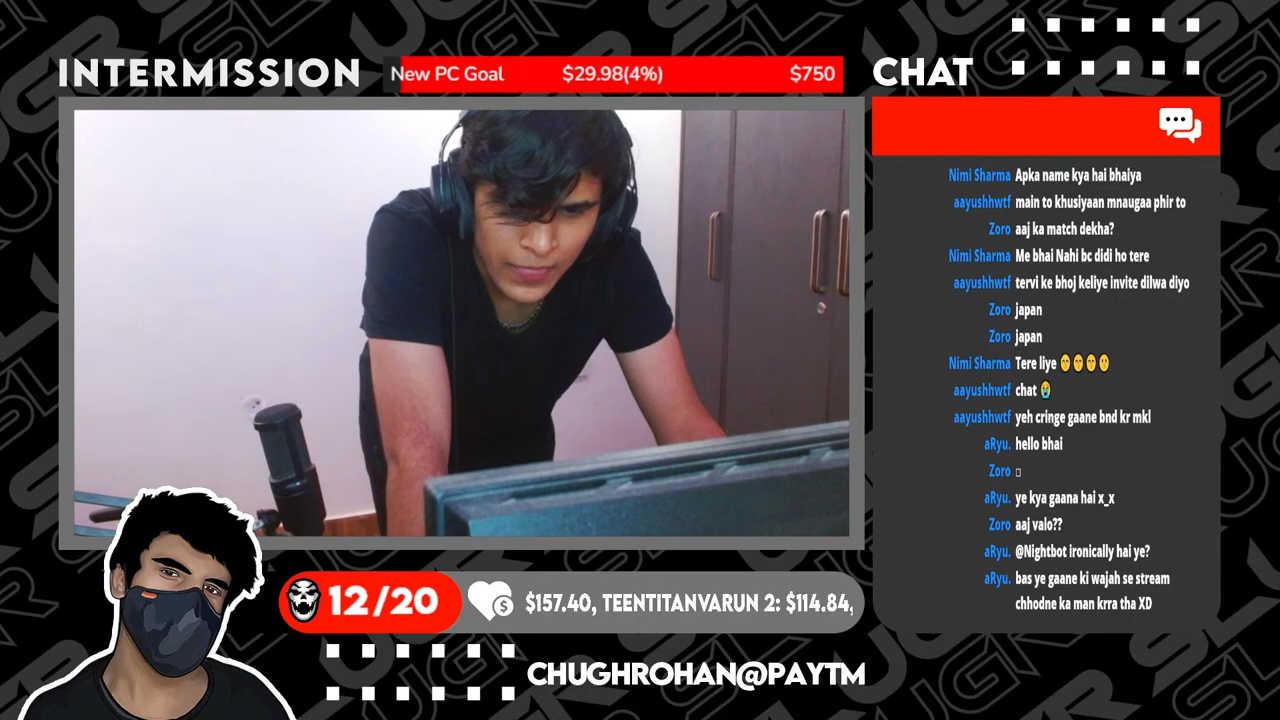 INTERMISSION
New PC Goal $29.98(4%) $750
CHAT
Nimi Sharma Apka name kya hai bhaiya
aayushhwtf main to khusiyaan mnaugaa phir to
Zoro aaj ka match dekha?
Nimi Sharma Me bhai Nahi bc didi ho tere
aayushhwtf tervi ke bhoj keliye invite dilwa diyo
Zoro japan
Zoro japan
Nimi Sharma Tere liye 🤭🤭🤭🤭
aayushhwtf chat 😭
aayushhwtf yeh cringe gaane bnd kr mkl
aRyu. hello bhai
Zoro
aRyu. ye kya gaana hai x_x
Zoro aaj valo??
aRyu. @Nightbot ironically hai ye?
aRyu. bas ye gaane ki wajah se stream
chhodne ka man krra tha XD
12/20
$157.40, TEENTITANVARUN 2: $114.84,
CHUGHROHAN@PAYTM